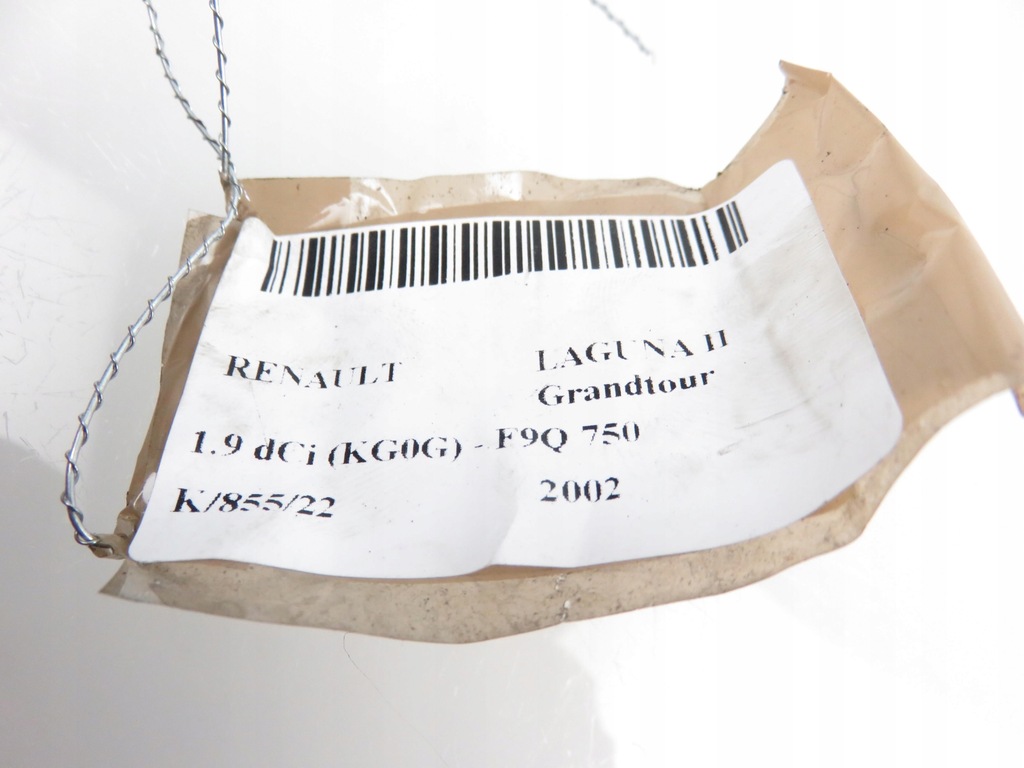 RENAULT LAGUNA II
Grandtour
1.9 dCi (KG0G) - F9Q 750
K/855/22 2002